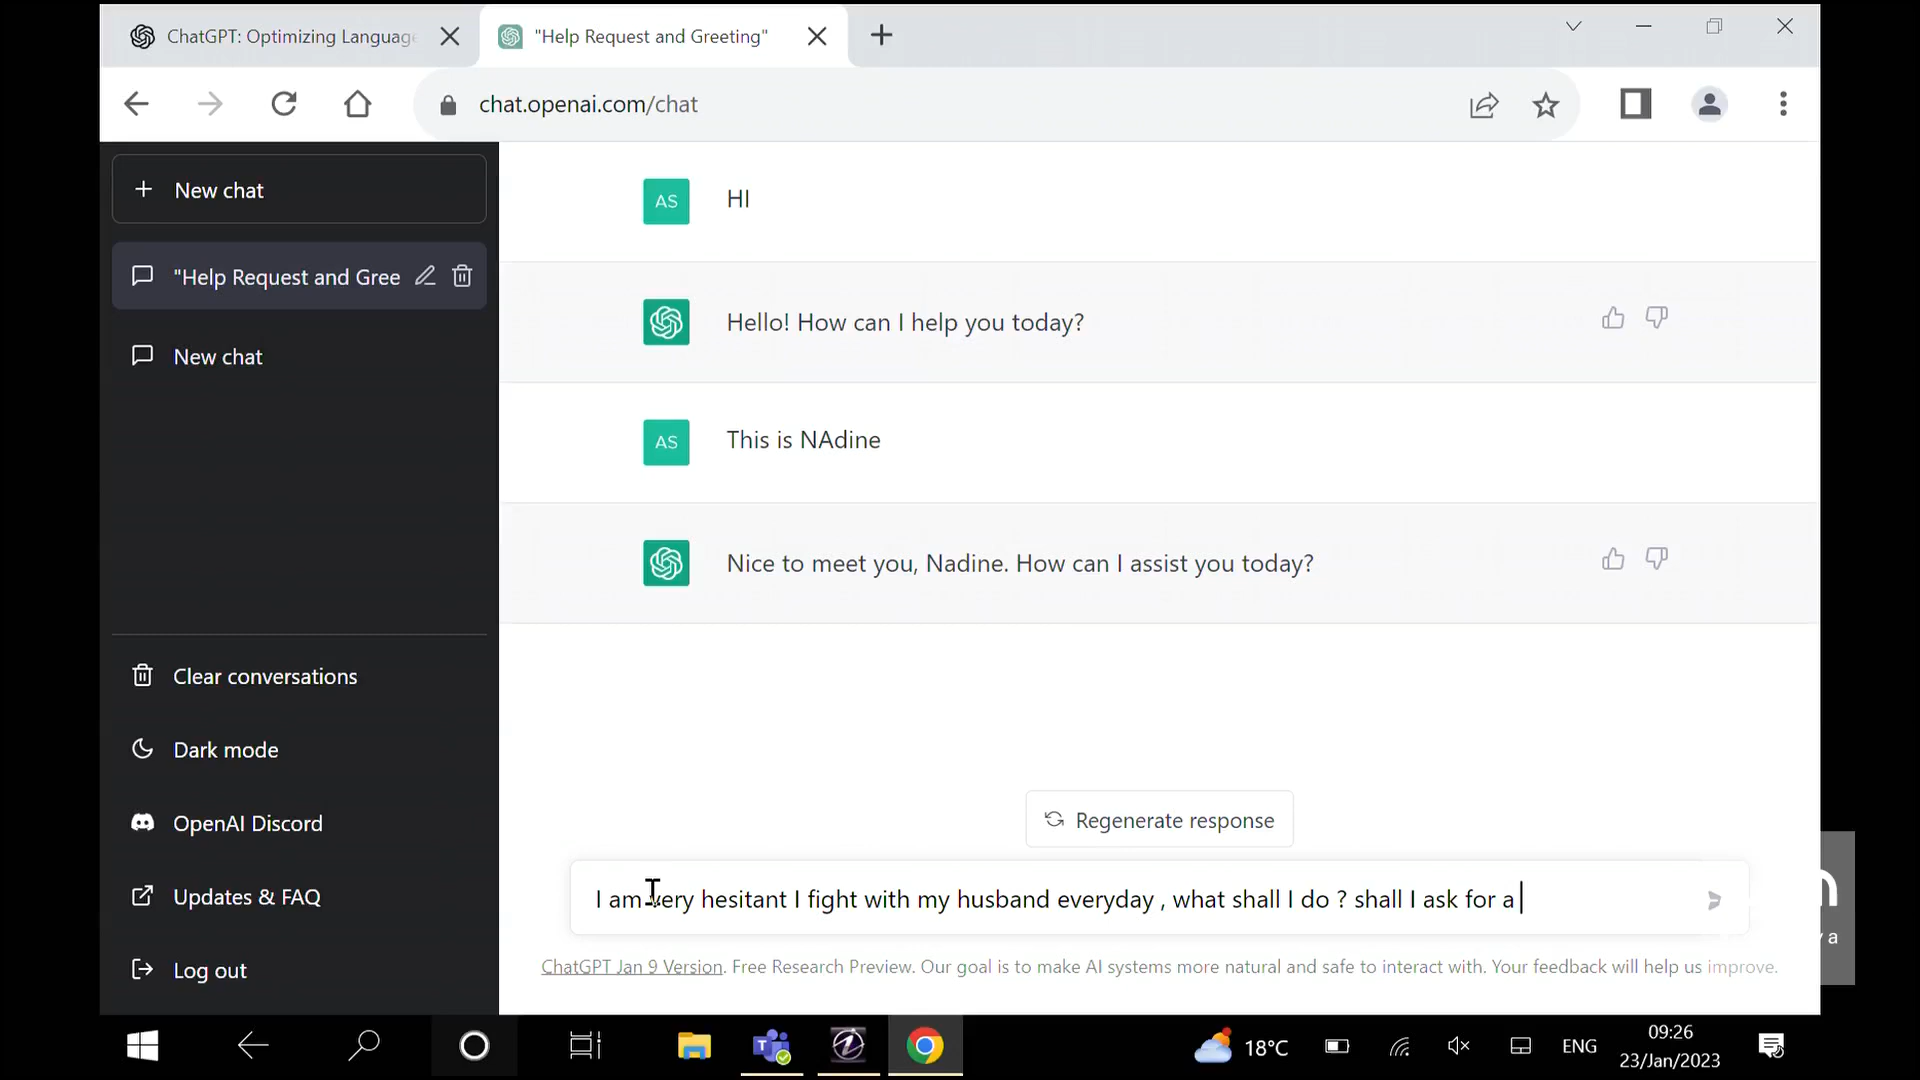 ChatGPT: Optimizing Language
"Help Request and Greeting"
chat.openai.com/chat
New chat
"Help Request and Gree
New chat
Clear conversations
Dark mode
OpenAI Discord
Updates & FAQ
Log out
AS
HI
Hello! How can I help you today?
AS
This is NAdine
Nice to meet you, Nadine. How can I assist you today?
Regenerate response
I am very hesitant I fight with my husband everyday , what shall I do ? shall I ask for a
ChatGPT Jan 9 Version. Free Research Preview. Our goal is to make AI systems more natural and safe to interact with. Your feedback will help us improve.
18°C
ENG
09:26
23/Jan/2023